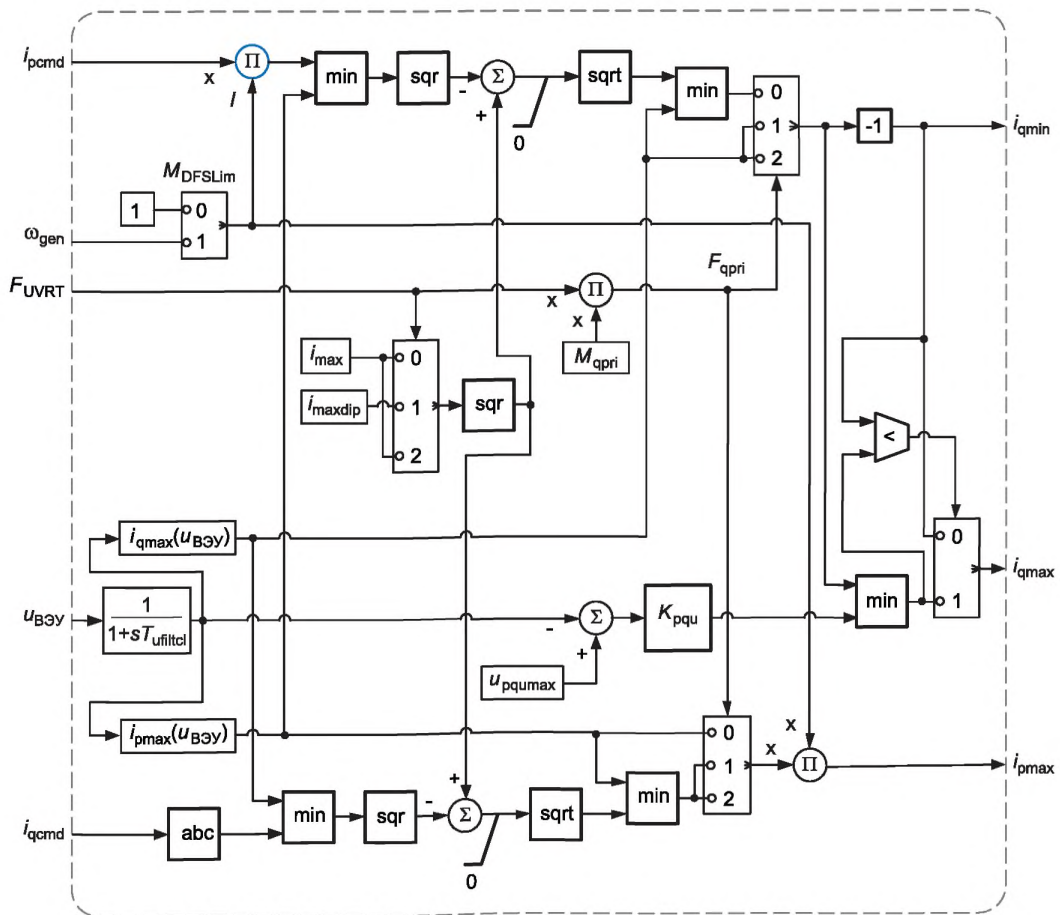 i_pcmd
x
Π
/
min
sqr
-
Σ
+
0
sqrt
min
0
1
2
-1
i_qmin
M_DFSLim
1
0
1
ω_gen
F_UVRT
x
Π
x
M_qpri
F_qpri
i_max
i_maxdip
0
1
2
sqr
<
i_qmax(u_ВЭУ)
0
1
i_qmax
min
u_ВЭУ
1
1+sT_ufiltcl
-
Σ
+
K_pqu
u_pqumax
i_pmax(u_ВЭУ)
0
1
2
x
x
Π
i_pmax
i_qcmd
abc
min
sqr
-
+
Σ
0
sqrt
min